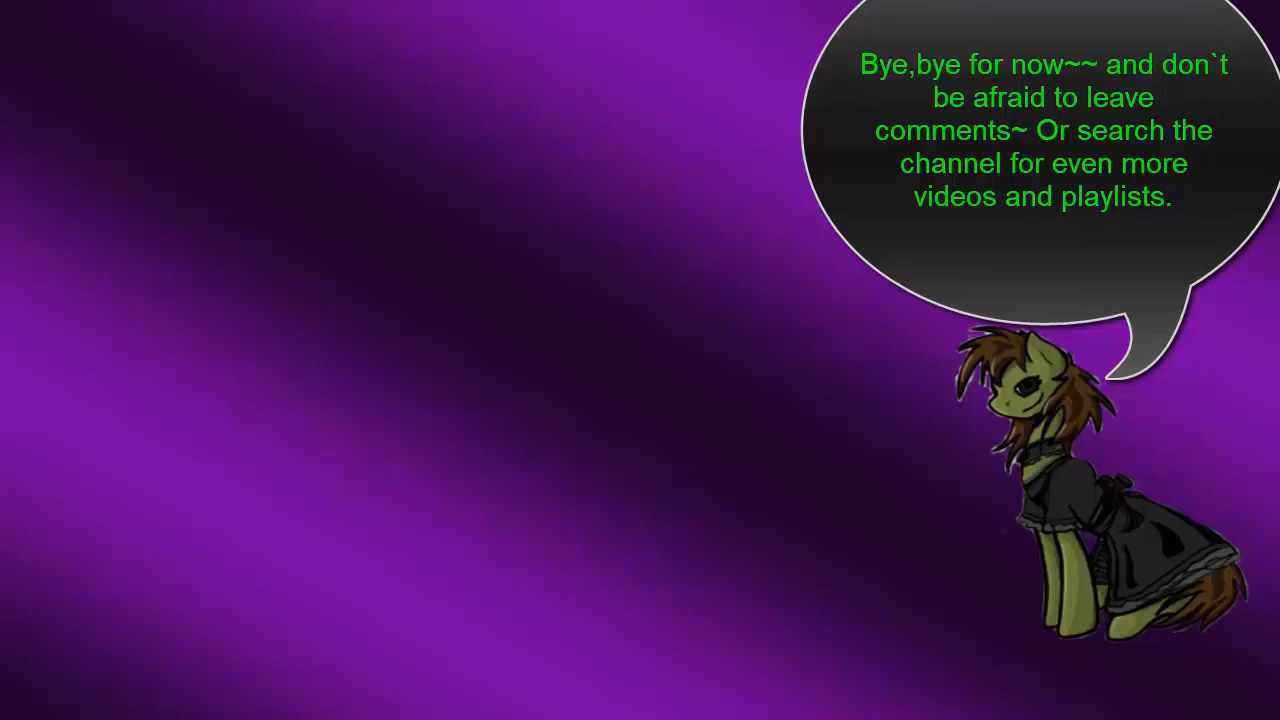 Bye,bye for now~~ and don`t
be afraid to leave
comments~ Or search the
channel for even more
videos and playlists.